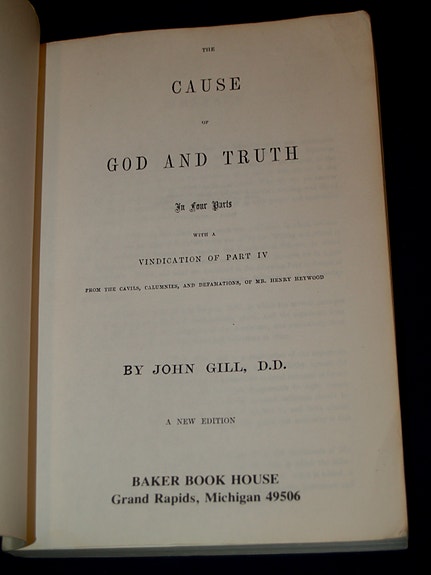 THE
CAUSE
OF
GOD AND TRUTH
In Four Parts
WITH A
VINDICATION OF PART IV
FROM THE CAVILS, CALUMNIES, AND DEFAMATIONS, OF MR. HENRY HEYWOOD
BY JOHN GILL, D.D.
A NEW EDITION
BAKER BOOK HOUSE
Grand Rapids, Michigan 49506